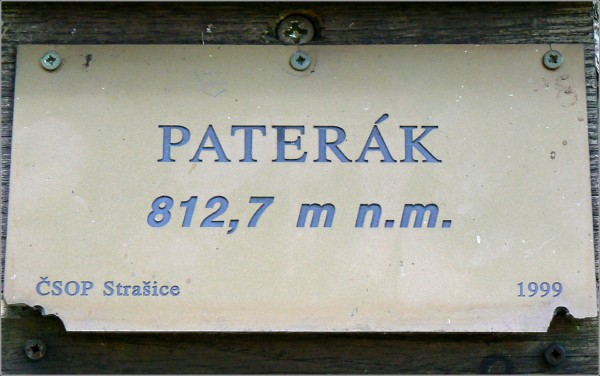 PATERÁK
812,7 m n.m.
ČSOP Strašice 1999